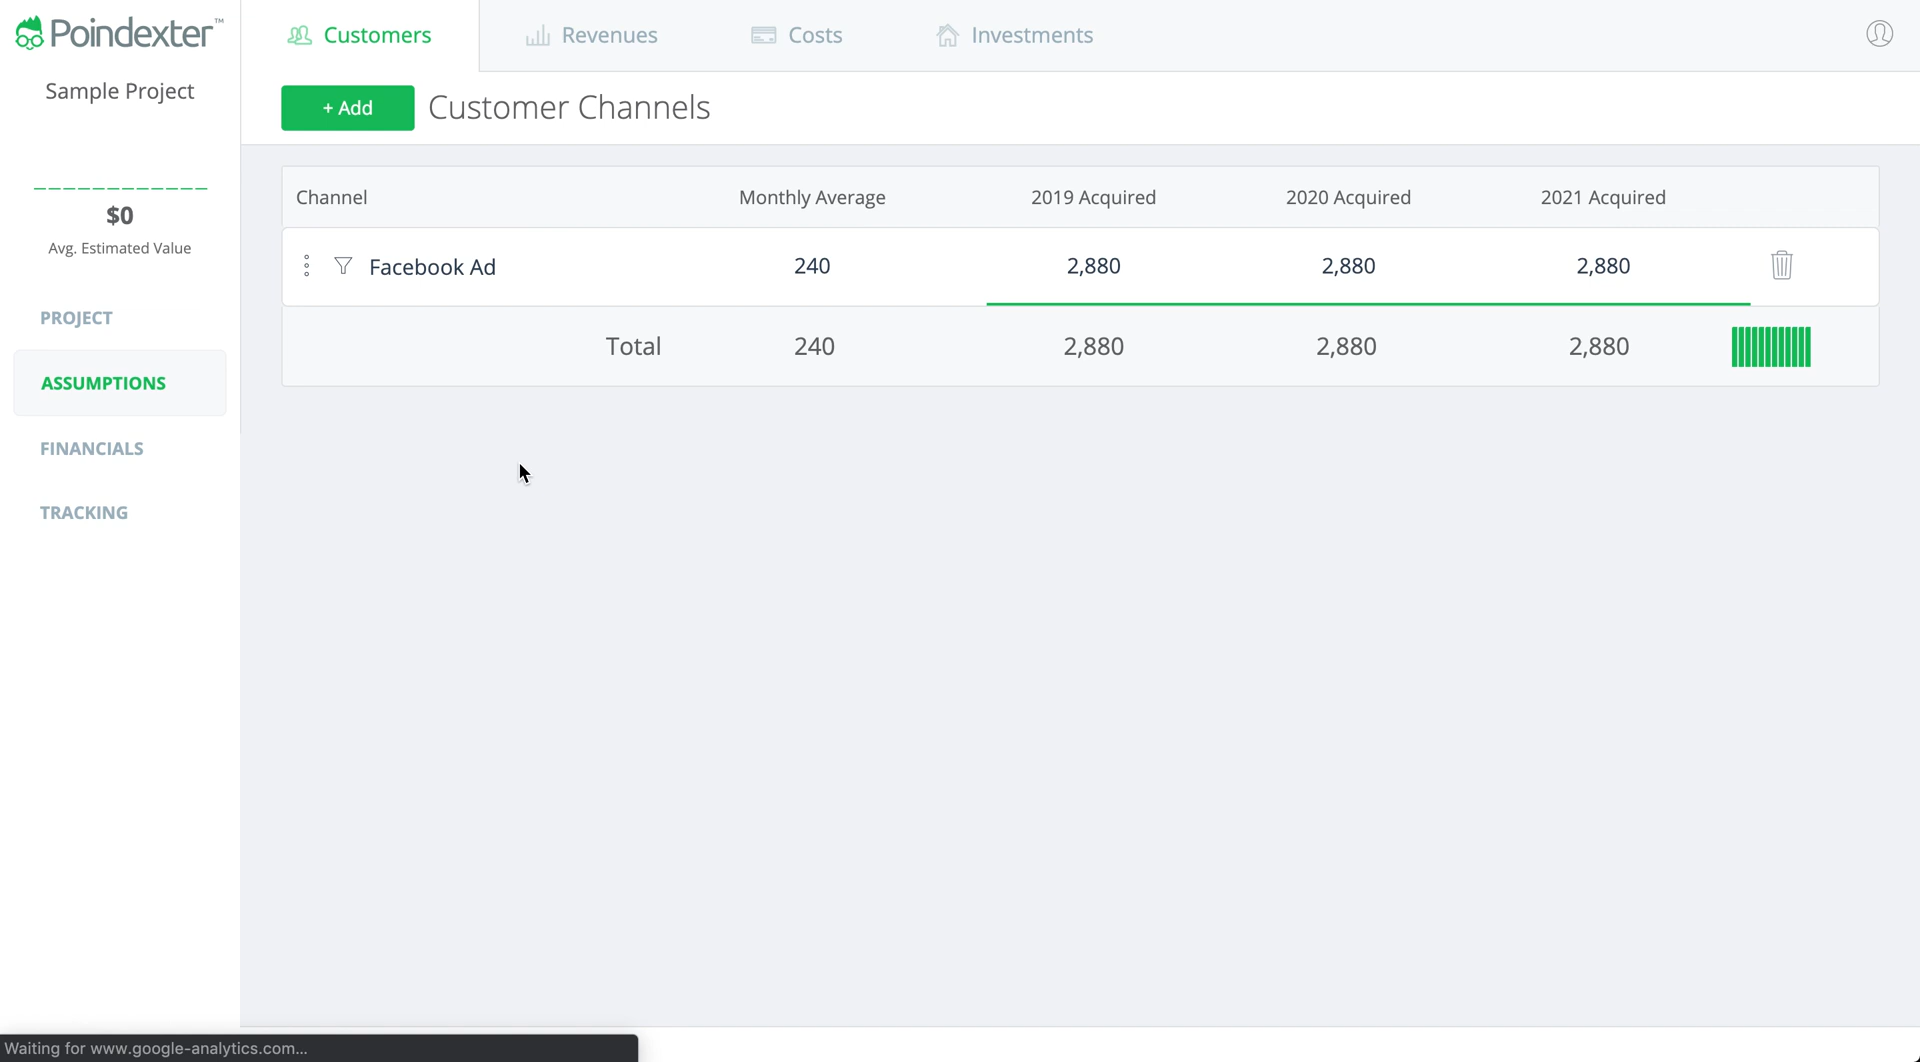 Poindexter™
Sample Project
$0
Avg. Estimated Value
PROJECT
ASSUMPTIONS
FINANCIALS
TRACKING
Customers
Revenues
Costs
Investments
+ Add
Customer Channels
Channel Monthly Average 2019 Acquired 2020 Acquired 2021 Acquired
Facebook Ad 240 2,880 2,880 2,880
Total 240 2,880 2,880 2,880
Waiting for www.google-analytics.com...